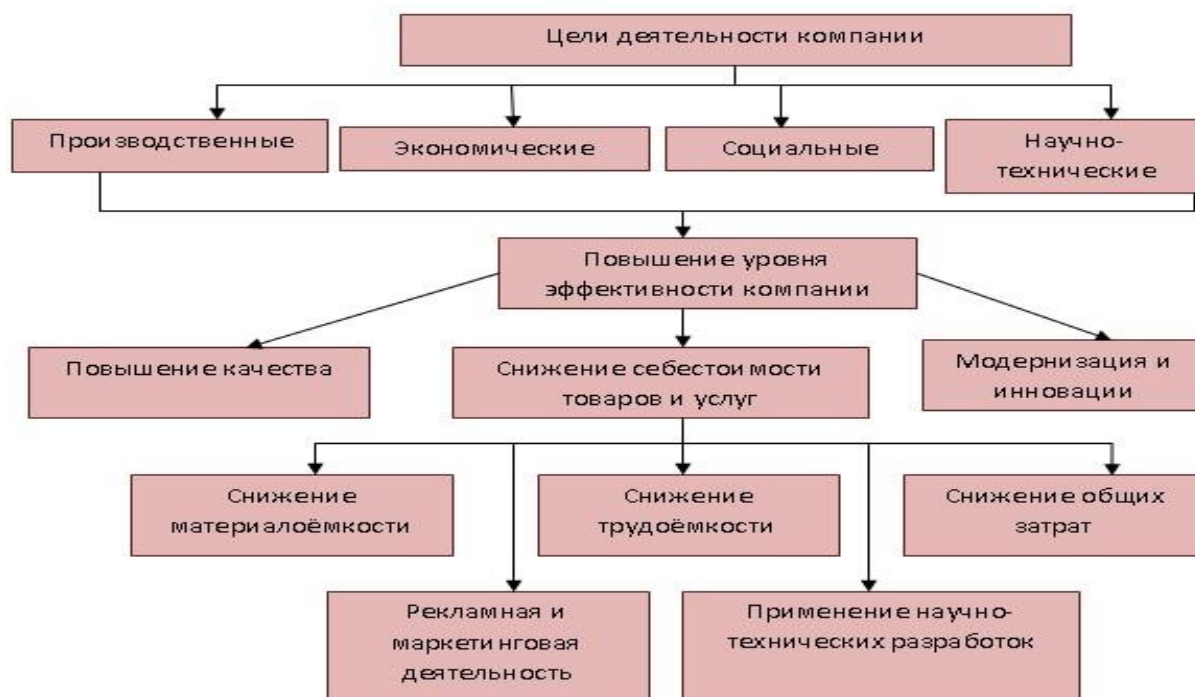 Цели деятельности компании
Производственные
Экономические
Социальные
Научно-
технические
Повышение уровня
эффективности компании
Повышение качества
Снижение себестоимости
товаров и услуг
Модернизация и
инновации
Снижение
материалоёмкости
Снижение
трудоёмкости
Снижение общих
затрат
Рекламная и
маркетинговая
деятельность
Применение научно-
технических разработок